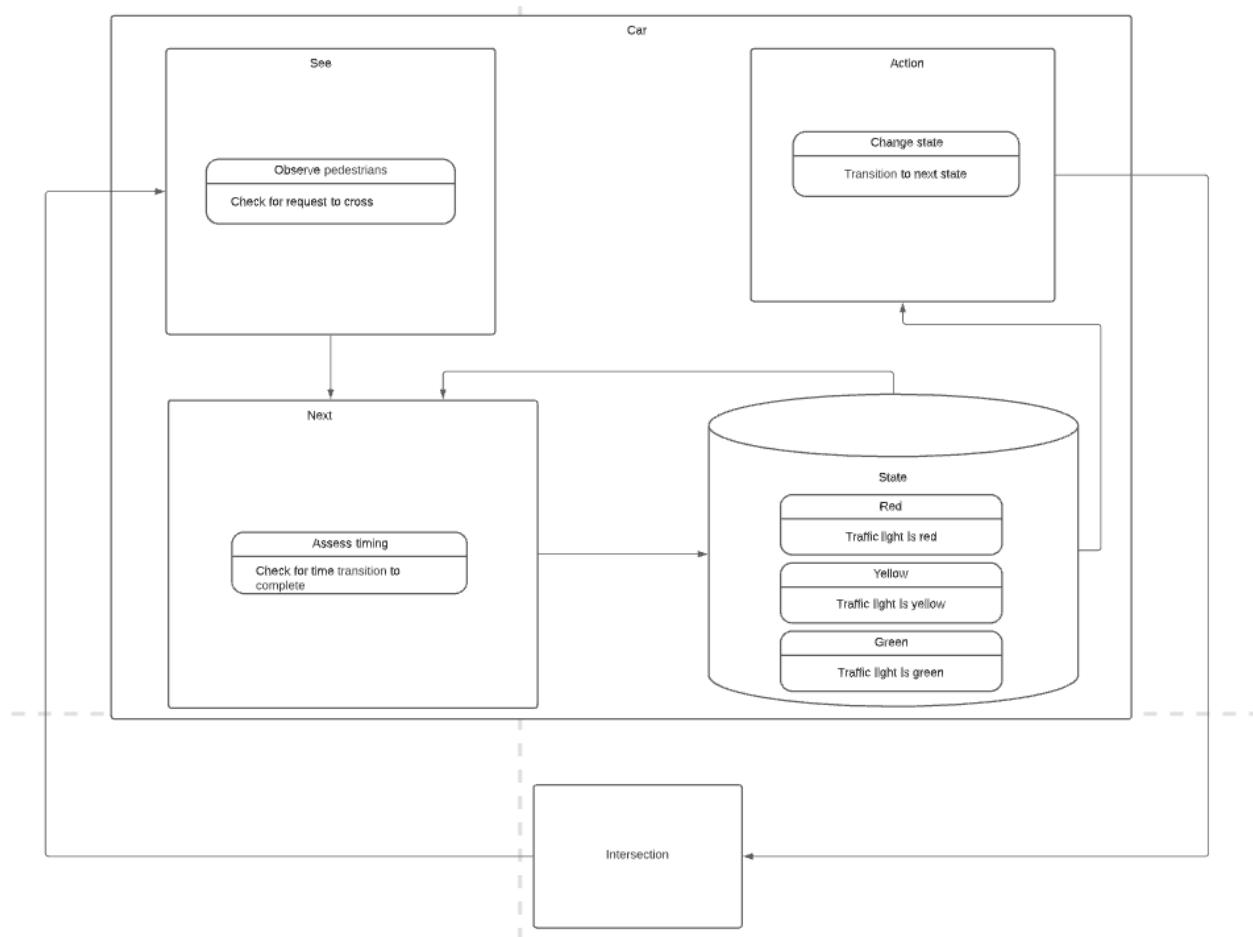 Car
See
Observe pedestrians
Check for request to cross
Action
Change state
Transition to next state
Next
Assess timing
Check for time transition to
complete
State
Red
Traffic light is red
Yellow
Traffic light is yellow
Green
Traffic light is green
Intersection